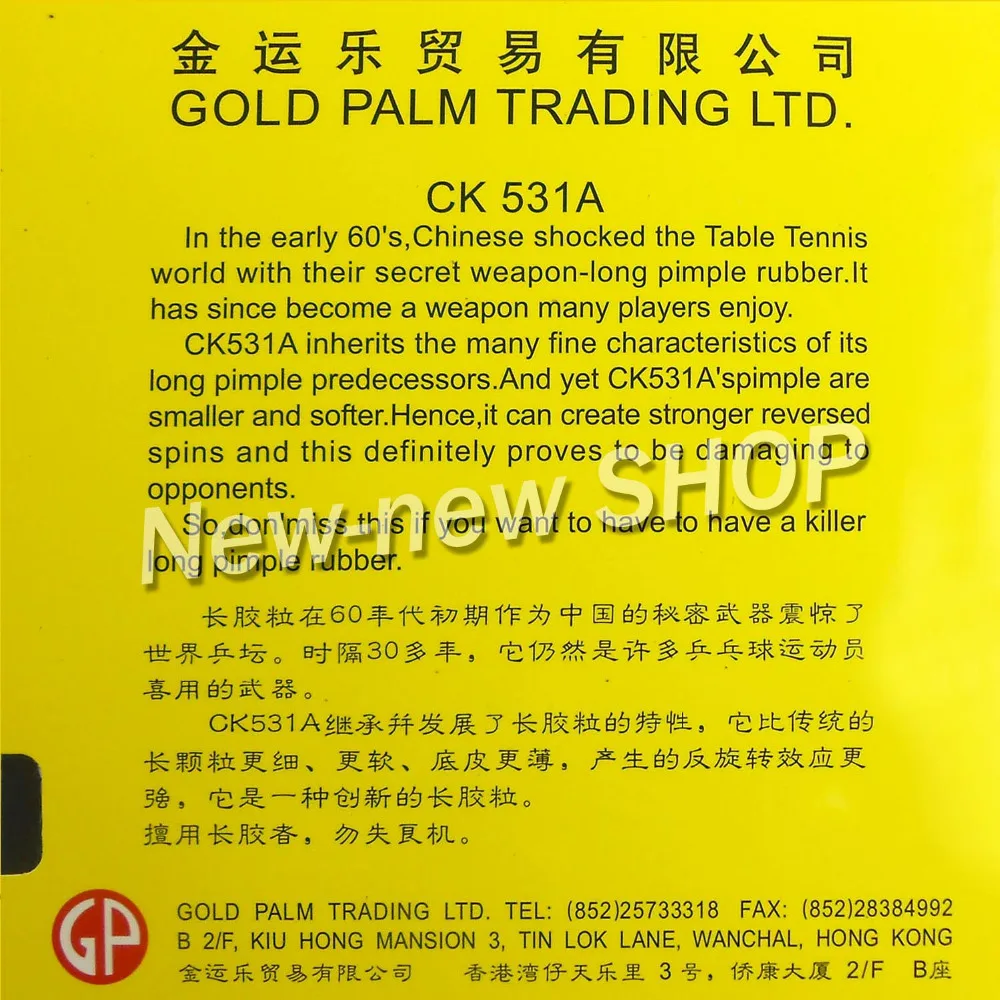 金运乐贸易有限公司
GOLD PALM TRADING LTD.
CK 531A
In the early 60's,Chinese shocked the Table Tennis
world with their secret weapon-long pimple rubber.It
has since become a weapon many players enjoy.
CK531A inherits the many fine characteristics of its
long pimple predecessors.And yet CK531A'spimple are
smaller and softer.Hence,it can create stronger reversed
spins and this definitely proves to be damaging to
opponents.
So,don'miss this if you want to have to have a killer
long pimple rubber.
New-new SHOP
长胶粒在60年代初期作为中国的秘密武器震惊了
世界乒坛。时隔30多年，它仍然是许多乒乓球运动员
喜用的武器。
CK531A继承并发展了长胶粒的特性，它比传统的
长颗粒更细、更软、底皮更薄，产生的反旋转效应更
强，它是一种创新的长胶粒。
擅用长胶者，勿失良机。
GP
GOLD PALM TRADING LTD. TEL: (852)25733318 FAX: (852)28384992
B 2/F, KIU HONG MANSION 3, TIN LOK LANE, WANCHAL, HONG KONG
金运乐贸易有限公司 香港湾仔天乐里 3 号，侨康大厦 2/F B座